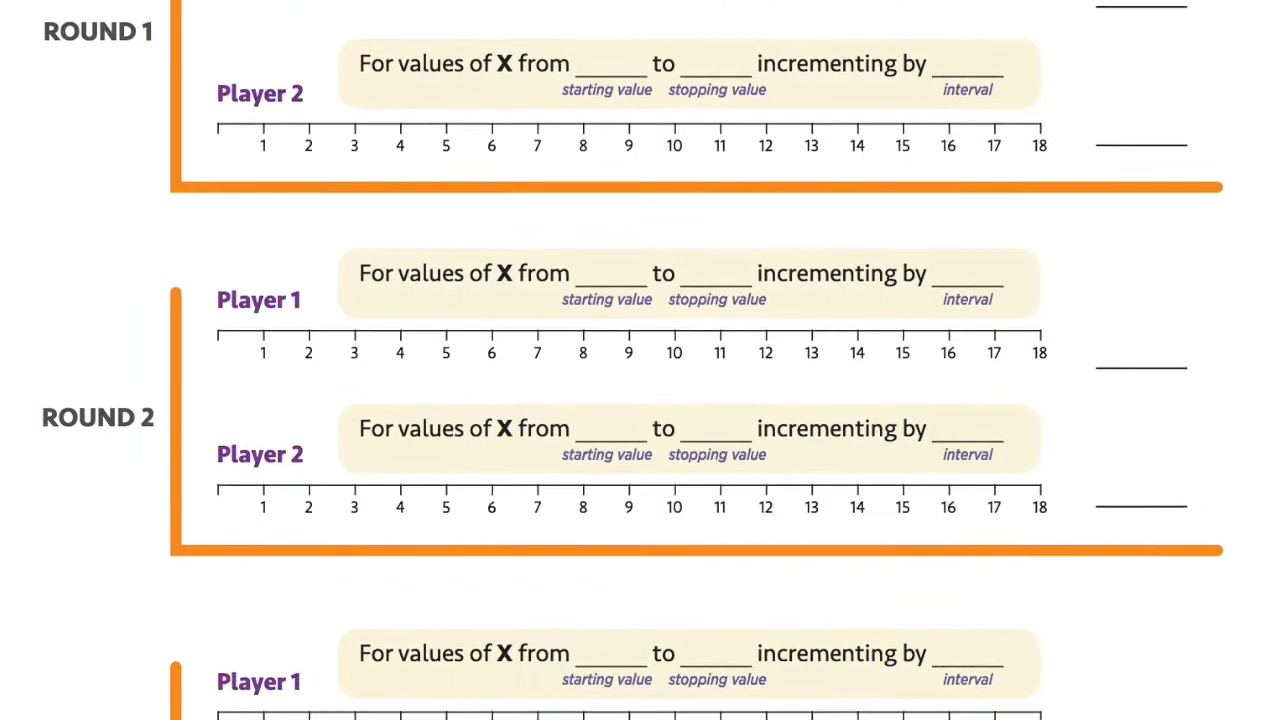 ROUND 1
For values of X from ______ to ______ incrementing by ______
starting value stopping value interval
Player 2
1 2 3 4 5 6 7 8 9 10 11 12 13 14 15 16 17 18
For values of X from ______ to ______ incrementing by ______
starting value stopping value interval
Player 1
1 2 3 4 5 6 7 8 9 10 11 12 13 14 15 16 17 18
ROUND 2
For values of X from ______ to ______ incrementing by ______
starting value stopping value interval
Player 2
1 2 3 4 5 6 7 8 9 10 11 12 13 14 15 16 17 18
For values of X from ______ to ______ incrementing by ______
starting value stopping value interval
Player 1